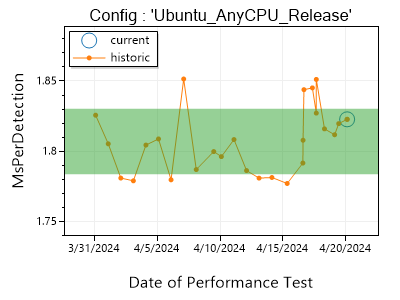 Config : 'Ubuntu_AnyCPU_Release'
current
historic
MsPerDetection
1.85
1.8
1.75
3/31/2024 4/5/2024 4/10/2024 4/15/2024 4/20/2024
Date of Performance Test